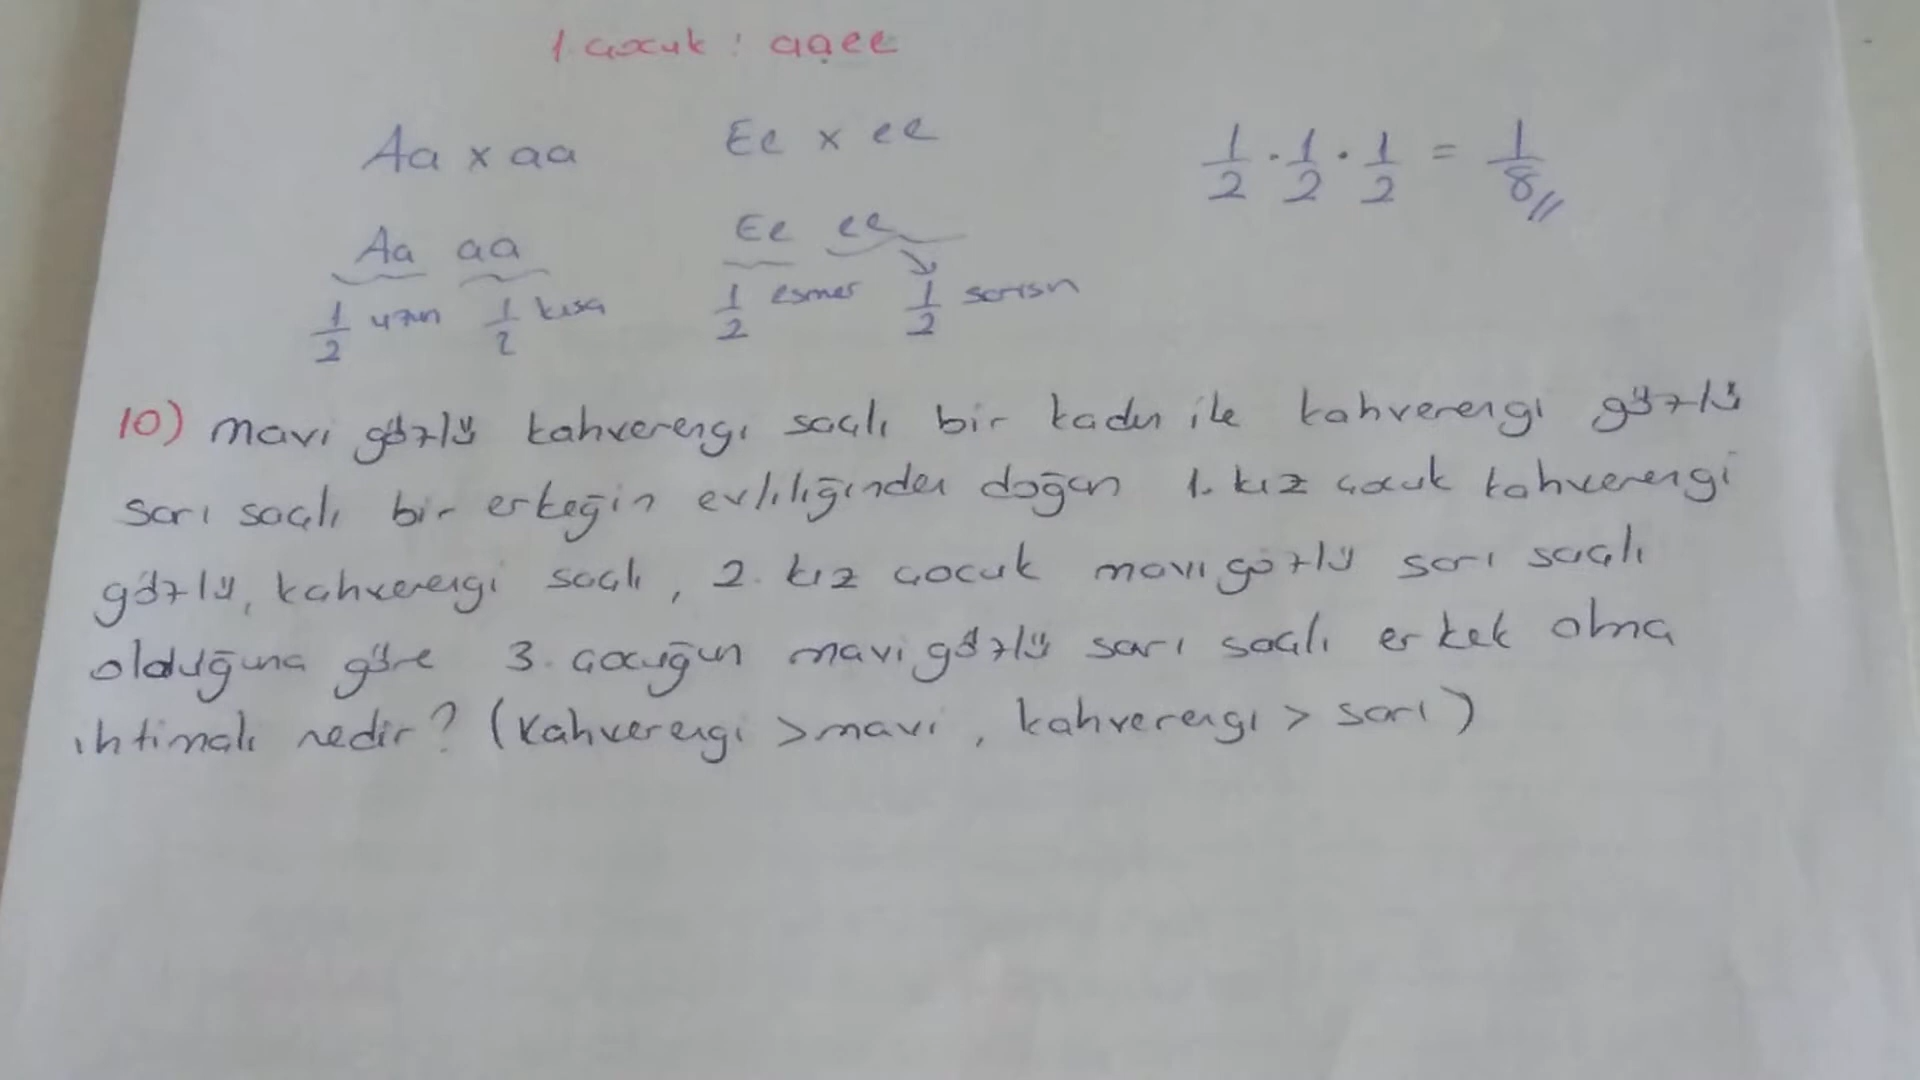 1. çocuk : aaee
Aa x aa    Ee x ee    1/2 . 1/2 . 1/2 = 1/8 //
Aa aa    Ee ee
1/2 uzun 1/2 kısa    1/2 esmer 1/2 sarışın
10) mavi gözlü kahverengi saçlı bir kadın ile kahverengi gözlü
sarı saçlı bir erkeğin evliliğinden doğan 1. kız çocuk kahverengi
gözlü, kahverengi saçlı, 2. kız çocuk mavi gözlü sarı saçlı
olduğuna göre 3. çocuğun mavi gözlü sarı saçlı erkek olma
ihtimali nedir? (Kahverengi > mavi, kahverengi > sarı)